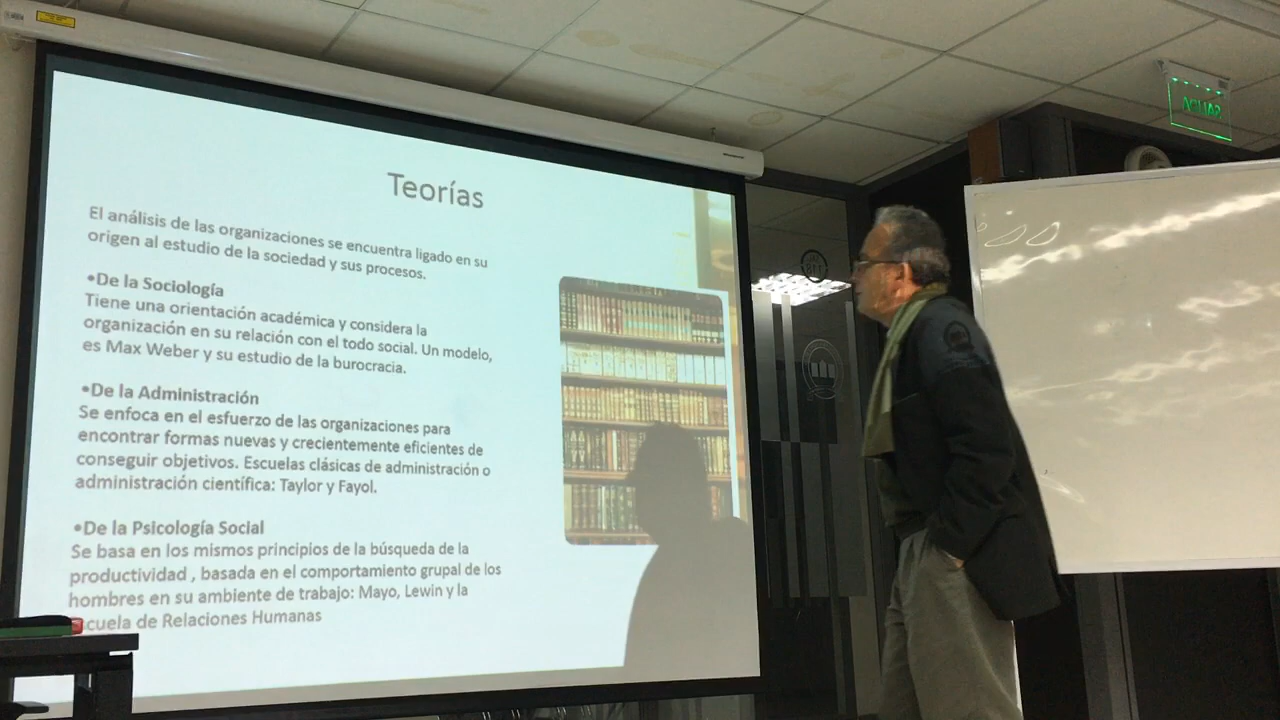 Teorías
El análisis de las organizaciones se encuentra ligado en su
origen al estudio de la sociedad y sus procesos.
•De la Sociología
Tiene una orientación académica y considera la
organización en su relación con el todo social. Un modelo,
es Max Weber y su estudio de la burocracia.
•De la Administración
Se enfoca en el esfuerzo de las organizaciones para
encontrar formas nuevas y crecientemente eficientes de
conseguir objetivos. Escuelas clásicas de administración o
administración científica: Taylor y Fayol.
•De la Psicología Social
Se basa en los mismos principios de la búsqueda de la
productividad , basada en el comportamiento grupal de los
hombres en su ambiente de trabajo: Mayo, Lewin y la
scuela de Relaciones Humanas
SALIDA